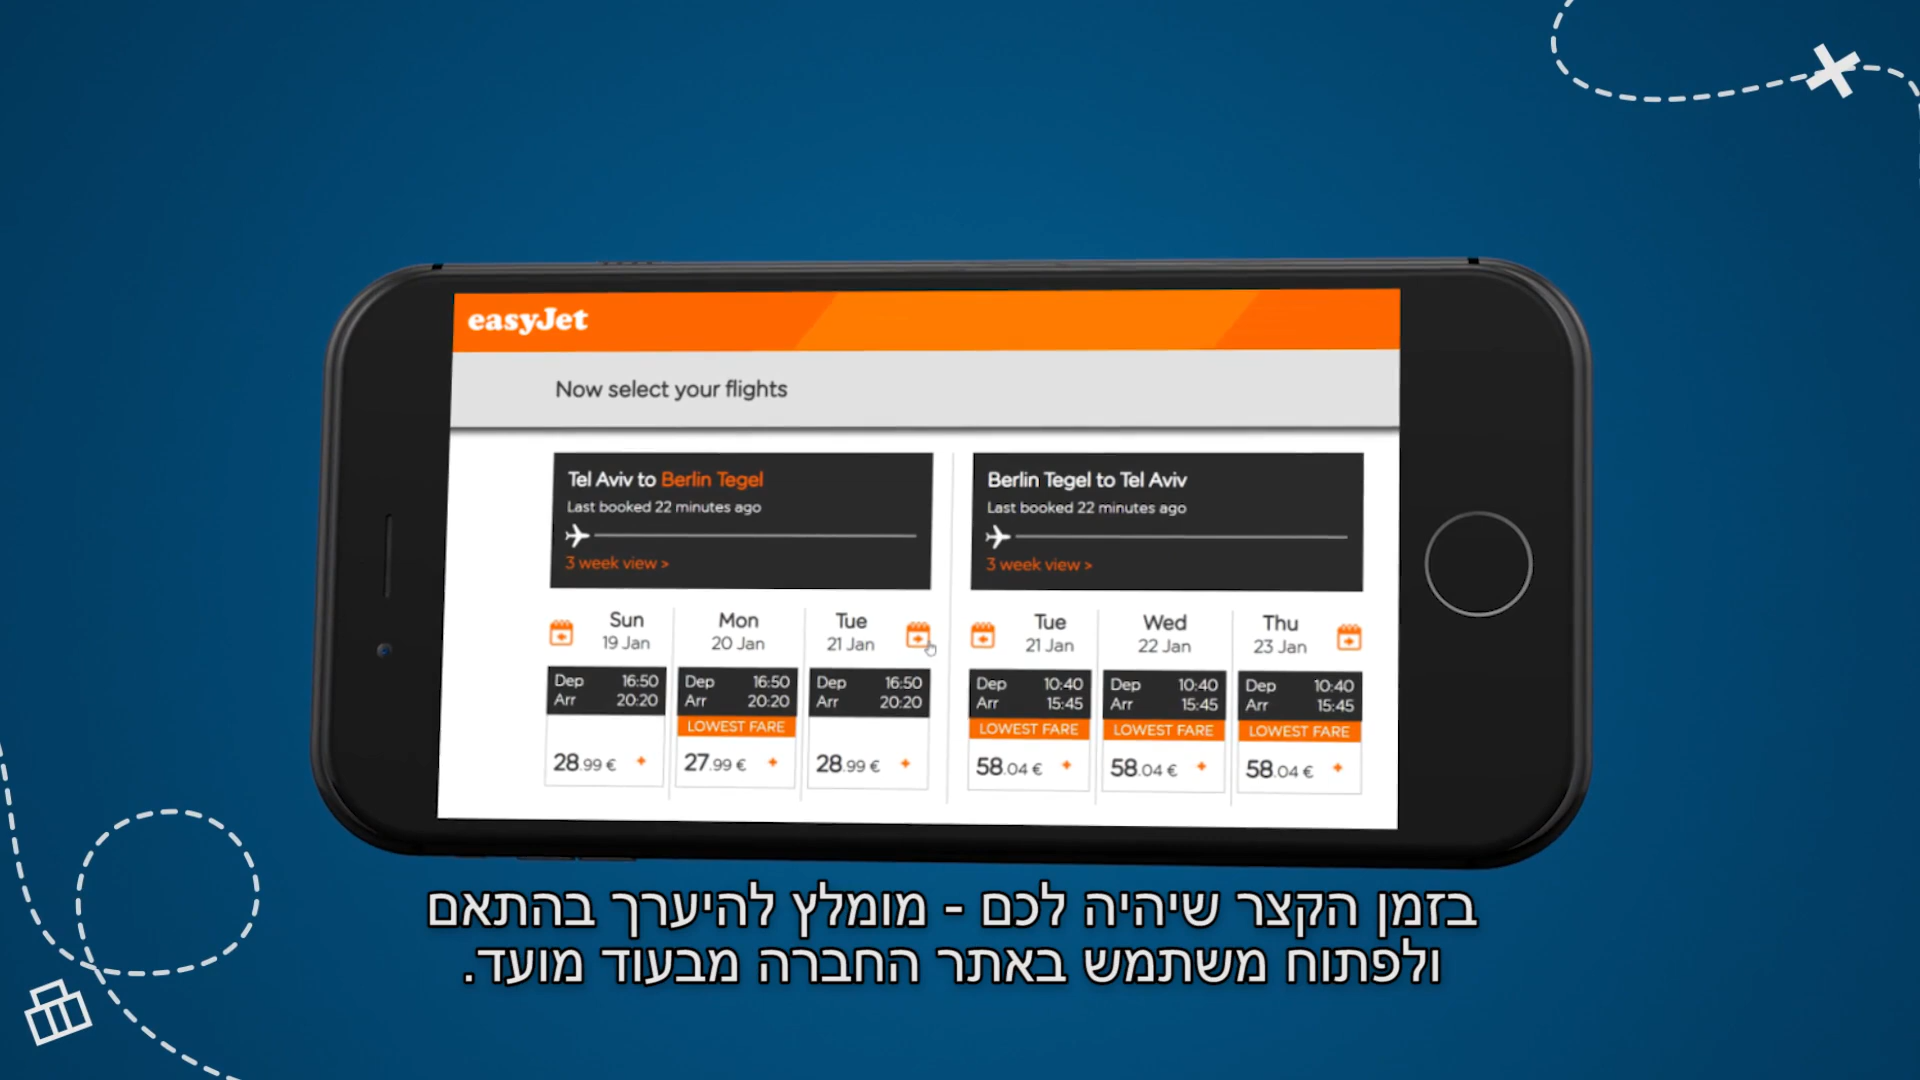 easyJet
Now select your flights
Tel Aviv to Berlin Tegel
Last booked 22 minutes ago
3 week view >
Berlin Tegel to Tel Aviv
Last booked 22 minutes ago
3 week view >
Sun
19 Jan
Dep 16:50
Arr 20:20
28.99 € +
Mon
20 Jan
Dep 16:50
Arr 20:20
LOWEST FARE
27.99 € +
Tue
21 Jan
Dep 16:50
Arr 20:20
28.99 € +
Tue
21 Jan
Dep 10:40
Arr 15:45
LOWEST FARE
58.04 € +
Wed
22 Jan
Dep 10:40
Arr 15:45
LOWEST FARE
58.04 € +
Thu
23 Jan
Dep 10:40
Arr 15:45
LOWEST FARE
58.04 € +
בזמן הקצר שיהיה לכם - מומלץ להיערך בהתאם
ולפתוח משתמש באתר החברה מבעוד מועד.